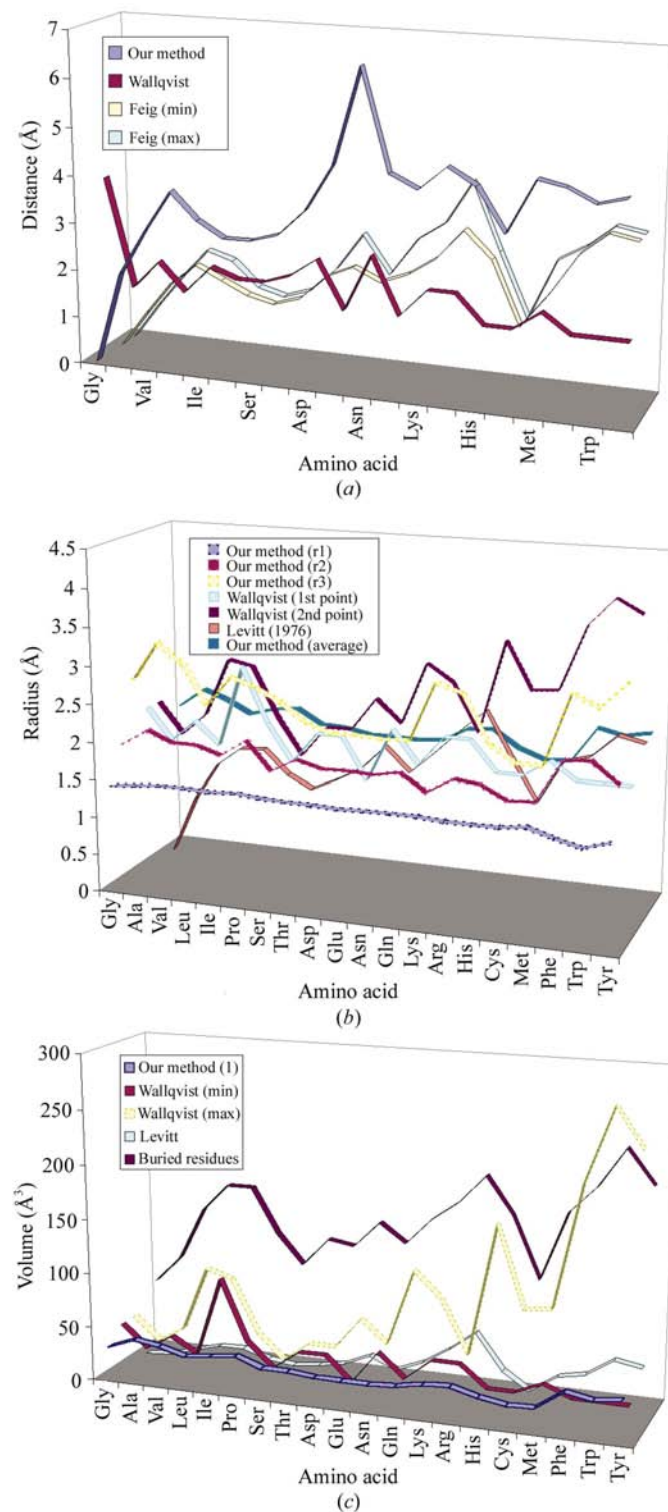 7
6
5
4
3
2
1
0
Distance (Å)
Our method
Wallqvist
Feig (min)
Feig (max)
Gly
Val
Ile
Ser
Asp
Asn
Lys
His
Met
Trp
Amino acid
(a)
4.5
4
3.5
3
2.5
2
1.5
1
0.5
0
Radius (Å)
Our method (r1)
Our method (r2)
Our method (r3)
Wallqvist (1st point)
Wallqvist (2nd point)
Levitt (1976)
Our method (average)
Gly
Ala
Val
Leu
Ile
Pro
Ser
Thr
Asp
Glu
Asn
Gln
Lys
Arg
His
Cys
Met
Phe
Trp
Tyr
Amino acid
(b)
300
250
200
150
100
50
0
Volume (Å³)
Our method (1)
Wallqvist (min)
Wallqvist (max)
Levitt
Buried residues
Gly
Ala
Val
Leu
Ile
Pro
Ser
Thr
Asp
Glu
Asn
Gln
Lys
Arg
His
Cys
Met
Phe
Trp
Tyr
Amino acid
(c)